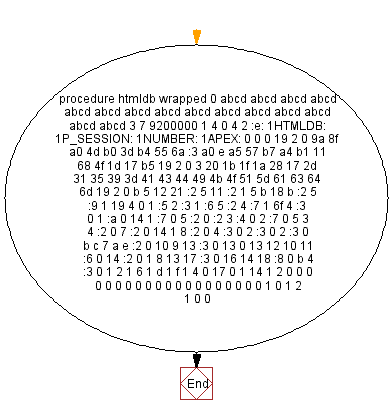 procedure htmldb wrapped 0 abcd abcd abcd abcd
abcd abcd abcd abcd abcd abcd abcd abcd abcd
abcd abcd 3 7 9200000 1 4 0 4 2 :e: 1HTMLDB:
1P_SESSION: 1NUMBER: 1APEX: 0 0 0 19 2 0 9a 8f
a0 4d b0 3d b4 55 6a :3 a0 e a5 57 b7 a4 b1 11
68 4f 1d 17 b5 19 2 0 3 20 1b 1f 1a 28 17 2d
31 35 39 3d 41 43 44 49 4b 4f 51 5d 61 63 64
6d 19 2 0 b 5 12 21 :2 5 11 :2 1 5 b 18 b :2 5
:9 1 19 4 0 1 :5 2 :3 1 :6 5 :2 4 :7 1 6f 4 :3
0 1 :a 0 14 1 :7 0 5 :2 0 :2 3 :4 0 2 :7 0 5 3
4 :2 0 7 :2 0 14 1 8 :2 0 4 :3 0 2 :3 0 2 :3 0
b c 7 a e :2 0 10 9 13 :3 0 13 0 13 12 10 11
:6 0 14 :2 0 1 8 13 17 :3 0 16 14 18 :8 0 b 4
:3 0 1 2 1 6 1 d 1 f 1 4 0 17 0 1 14 1 2 0 0 0
0 0 0 0 0 0 0 0 0 0 0 0 0 0 0 0 0 1 0 1 2
1 0 0
End